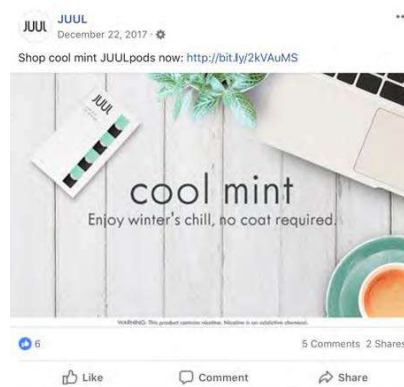 JUUL
JUUL
December 22, 2017 ·
Shop cool mint JUULpods now: http://bit.ly/2kVAuMS
JUUL
cool mint
Enjoy winter's chill, no coat required.
WARNING: This product contains nicotine. Nicotine is an addictive chemical.
6
5 Comments 2 Shares
Like Comment Share